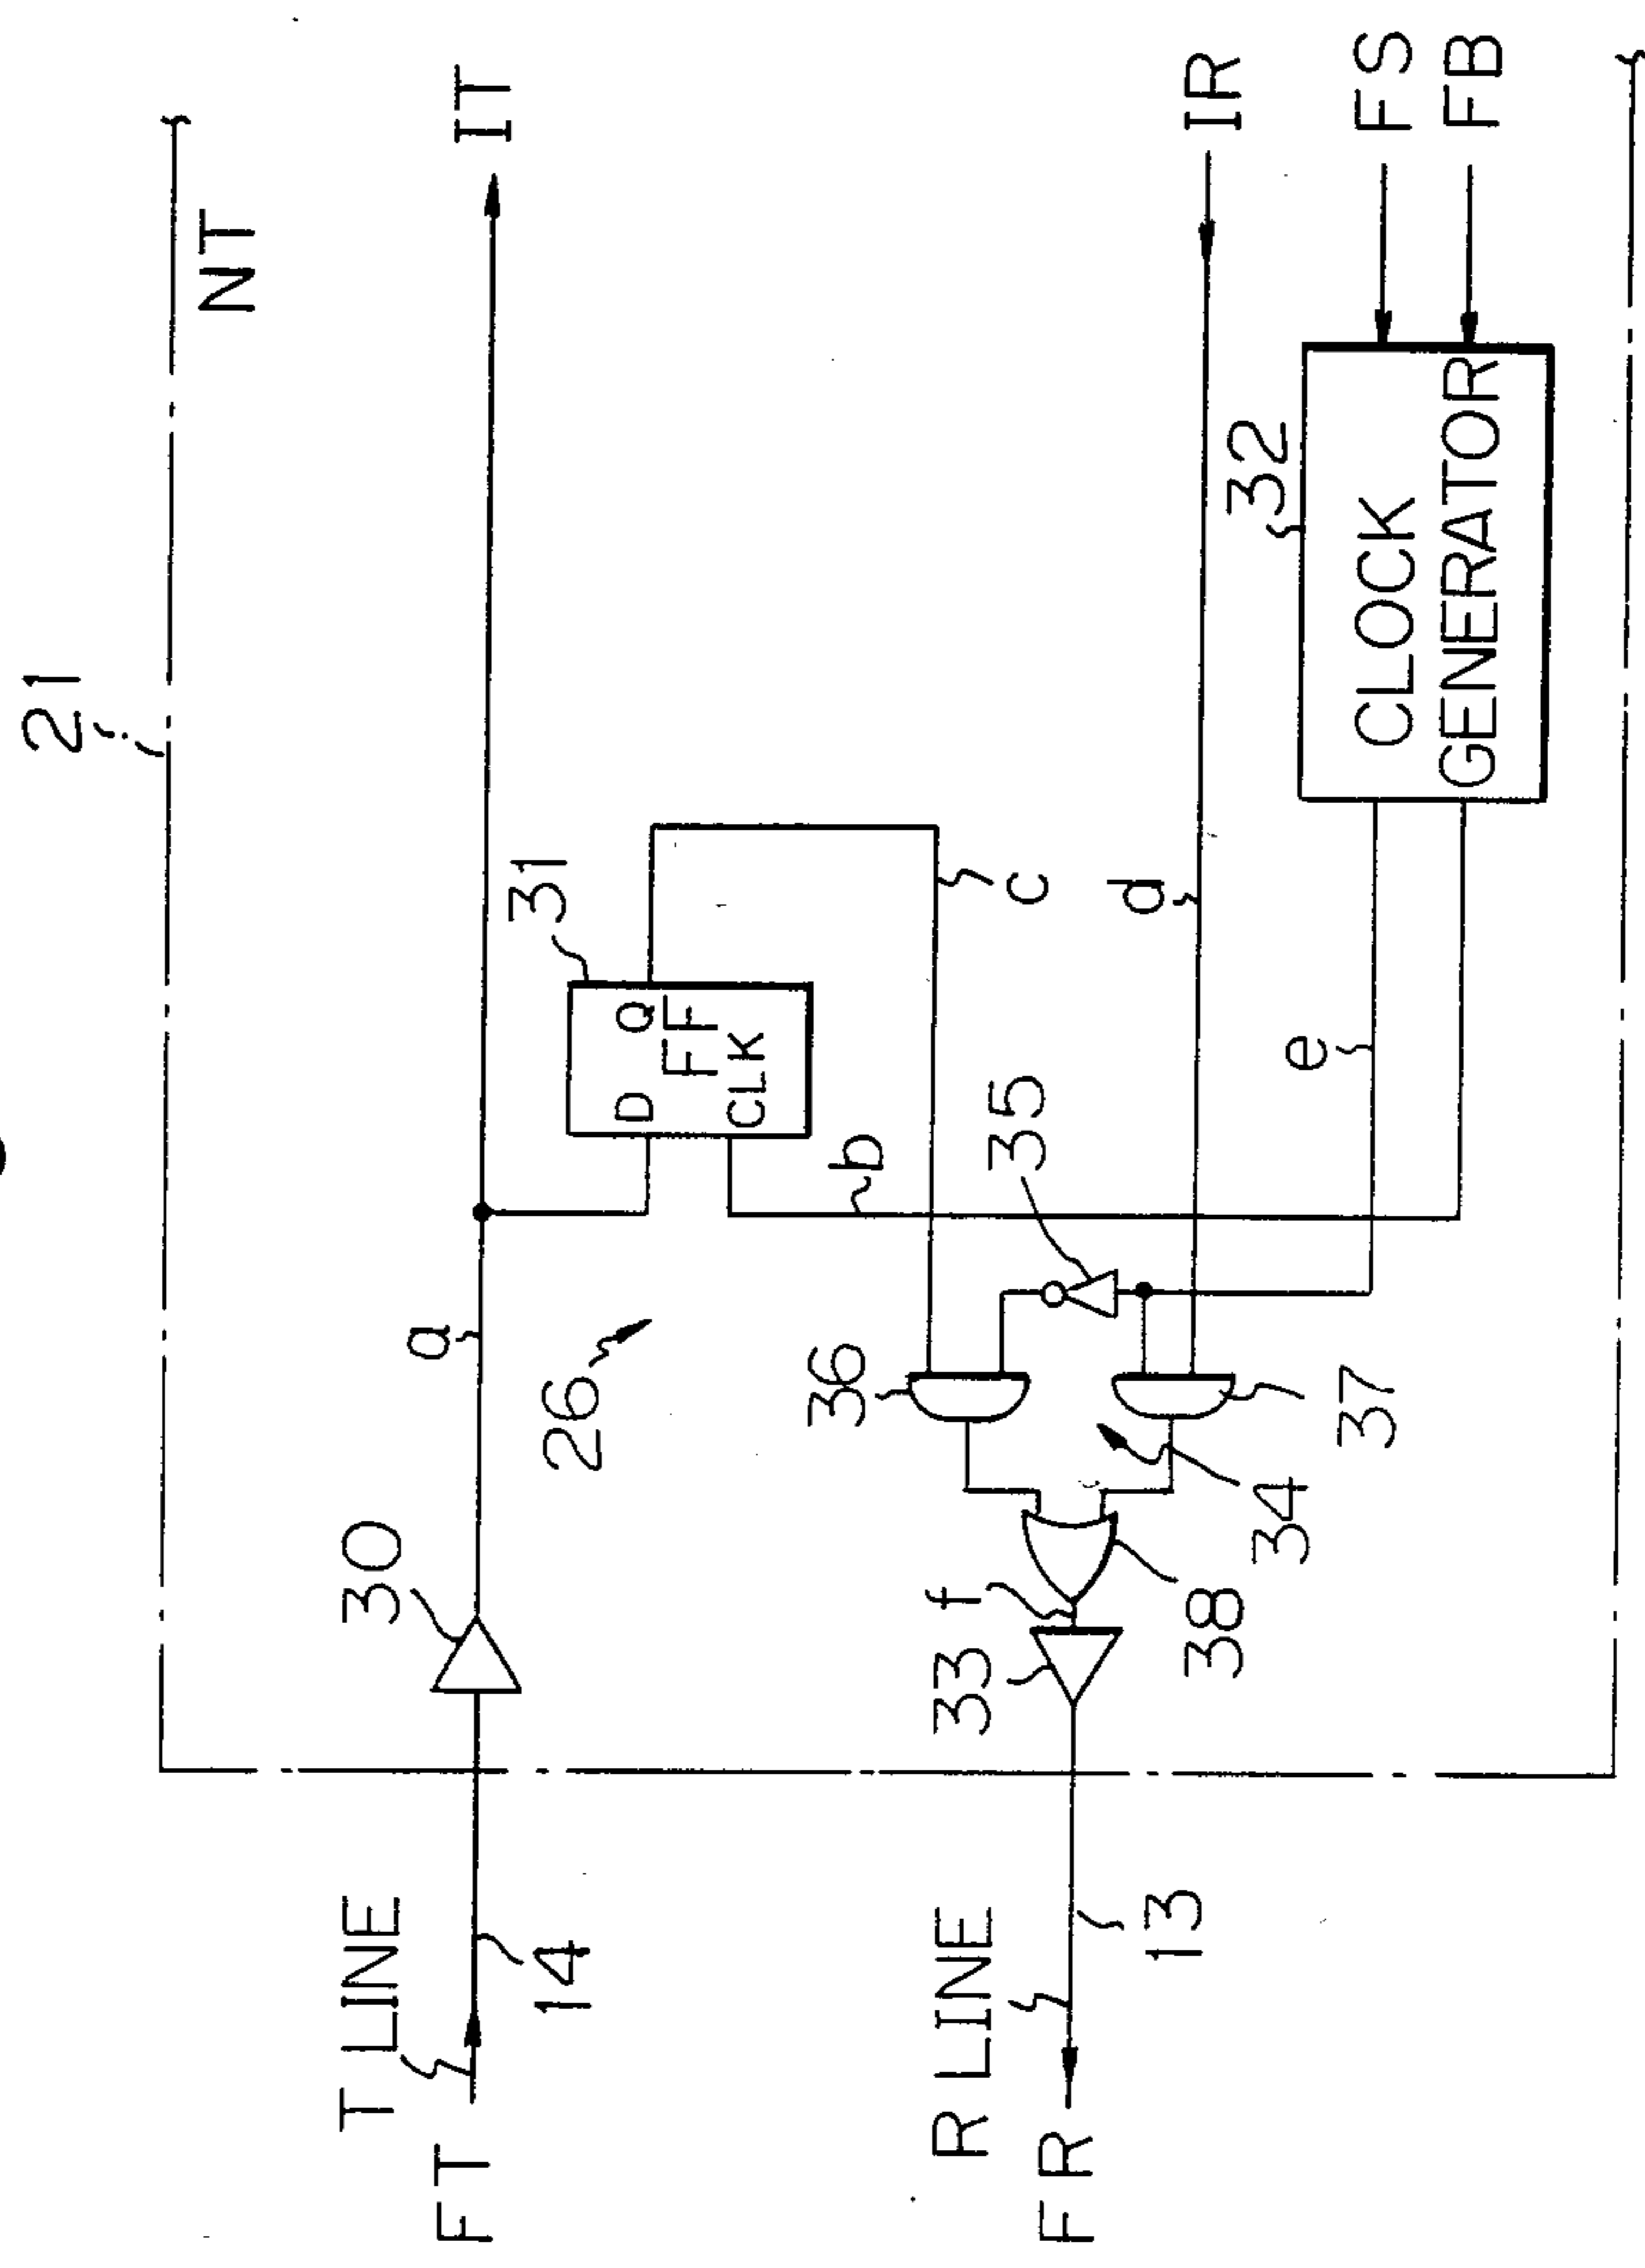 21
NT
FT
T LINE
14
30
a
IT
31
D
Q
FF
CLK
26
b
c
36
35
d
IR
R LINE
FR
13
33
f
38
34
37
e
32
CLOCK
GENERATOR
FS
FB